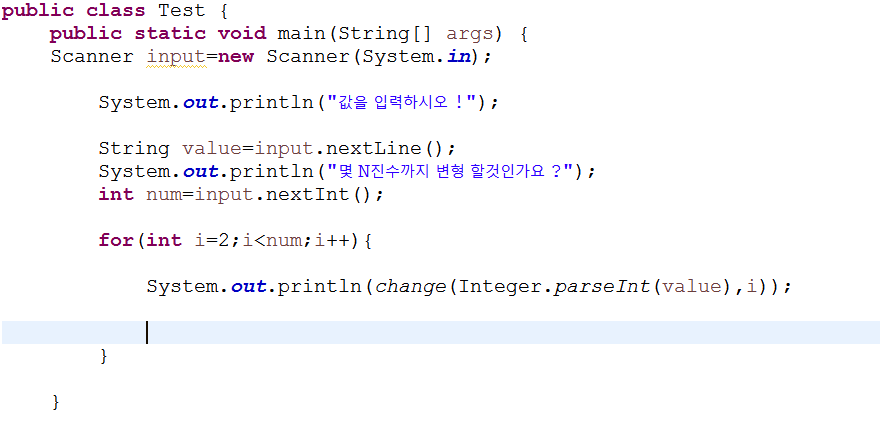 public class Test {
public static void main(String[] args) {
Scanner input=new Scanner(System.in);
System.out.println("값을 입력하시오 !");
String value=input.nextLine();
System.out.println("몇 N진수까지 변형 할것인가요 ?");
int num=input.nextInt();
for(int i=2;i<num;i++){
System.out.println(change(Integer.parseInt(value),i));
}
}